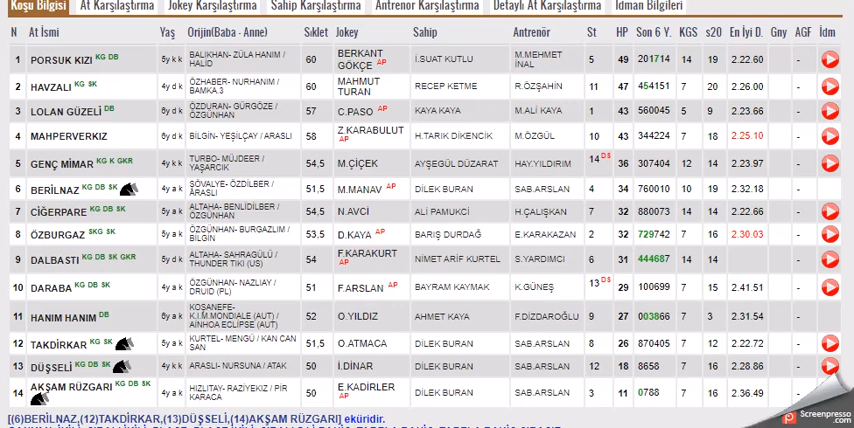 Koşu Bilgisi At Karşılaştırma Jokey Karşılaştırma Sahip Karşılaştırma Antrenör Karşılaştırma Detaylı At Karşılaştırma İdman Bilgileri
N At İsmi Yaş Orijin(Baba - Anne) Sıklet Jokey Sahip Antrenör St HP Son 6 Y. KGS s20 En İyi D. Gny AGF İdm
1 PORSUK KIZI KG DB 5y k k BALIKHAN- ZÜLA HANIM / HALİD 60 BERKANT GÖKÇE AP İ.SUAT KUTLU M.MEHMET İNAL 5 49 201714 14 19 2.22.60 -
2 HAVZALI KG SK 4y d k ÖZHABER- NURHANIM / BAMKA.3 60 MAHMUT TURAN RECEP KETME R.ÖZŞAHİN 11 47 454151 7 20 2.26.00 -
3 LOLAN GÜZELİ DB 6y d k ÖZDURAN- GÜRGÖZE / ÖZGÜNHAN 57 C.PASO AP KAYA KAYA M.ALİ KAYA 1 43 560045 5 9 2.23.66 -
4 MAHPERVERKIZ 6y d k BİLGİN- YEŞİLÇAY / ARASLI 58 Z.KARABULUT AP H.TARIK DİKENCİK M.ÖZGÜL 10 43 344224 7 18 2.25.10 -
5 GENÇ MİMAR KG K GKR 4y k k TURBO- MÜJDEER / YAŞARCIK 54,5 M.ÇİÇEK AYŞEGÜL DÜZARAT HAY.YILDIRIM 14 DS 36 307404 12 14 2.23.97 -
6 BERİLNAZ KG DB SK 4y a k ŞÖVALYE- ÖZDİLBER / ARASLI 51,5 M.MANAV AP DİLEK BURAN SAB.ARSLAN 4 34 760010 10 19 2.32.18 -
7 CİĞERPARE KG DB SK 5y a k ALTAHA- BENLİDİLBER / ÖZGÜNHAN 54,5 N.AVCİ ALİ PAMUKCİ H.ÇALIŞKAN 7 32 880073 14 14 2.22.66 -
8 ÖZBURGAZ SKG SK 5y a k ÖZGÜNHAN- BURGAZLIM / BİLGİN 53,5 D.KAYA AP BARIŞ DURDAĞ E.KARAKAZAN 2 32 729742 7 16 2.30.03 -
9 DALBASTI KG DB SK GKR 5y d k ALTAHA- SAHRAGÜLÜ / THUNDER TIKI (US) 54 F.KARAKURT AP NİMET ARİF KURTEL S.YARDIMCI 6 31 444687 14 14 -
10 DARABA KG DB SK 4y a k ÖZGÜNHAN- NAZLIAY / DRUID (PL) 51 F.ARSLAN AP BAYRAM KAYMAK K.GÜNEŞ 13 DS 29 100699 7 15 2.41.51 -
11 HANIM HANIM DB 6y a k KOSANEFE- K.I.M.MONDIALE (AUT) / AINHOA ECLIPSE (AUT) 52 O.YILDIZ AHMET KAYA F.DİZDAROĞLU 9 27 003866 7 3 2.31.54 -
12 TAKDİRKAR KG SK 4y a k KURTEL- MENGÜ / KAN CAN SAN 51,5 O.ATMACA DİLEK BURAN SAB.ARSLAN 8 26 870405 7 12 2.22.72 -
13 DÜŞSELİ KG DB SK 4y k k ARASLI- NURSUNA / ATAK 50 İ.DİNAR DİLEK BURAN SAB.ARSLAN 12 18 8658 7 16 2.28.86 -
14 AKŞAM RÜZGARI KG DB SK 4y a k HIZLITAY- RAZİYEKIZ / PİR KARACA 50 E.KADİRLER AP DİLEK BURAN SAB.ARSLAN 3 11 0788 7 16 2.36.49 -
[(6)BERİLNAZ,(12)TAKDİRKAR,(13)DÜŞSELİ,(14)AKŞAM RÜZGARI] eküridir.
Screenpresso